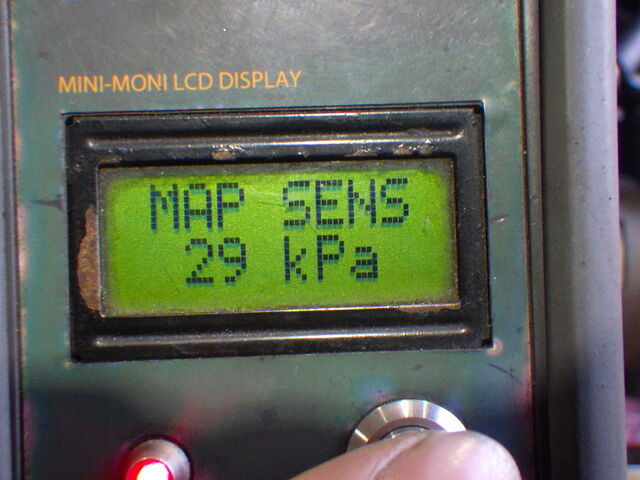 MINI-MONI LCD DISPLAY
MAP SENS
29 kPa